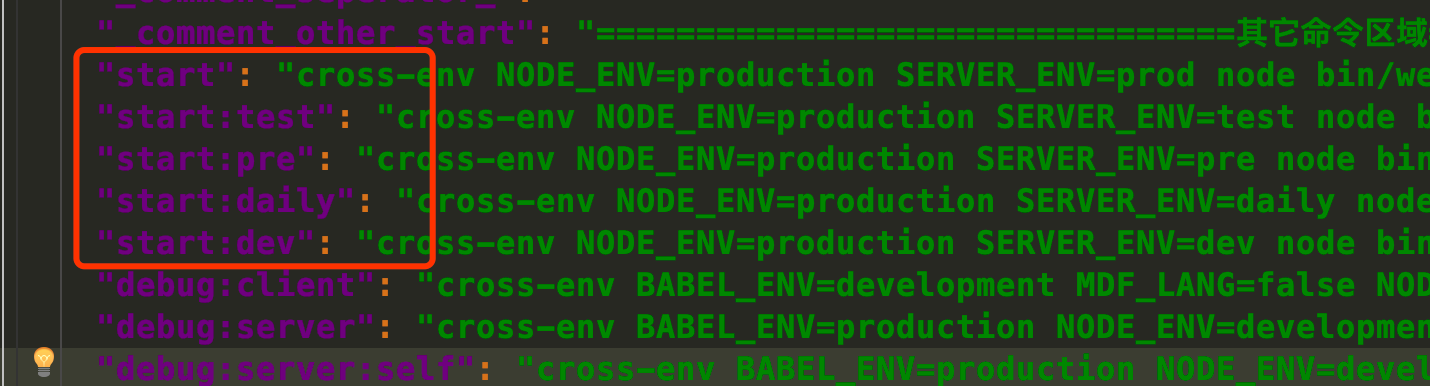 "_comment_seperator_":
"_comment_other_start": "================================其它命令区域
"start": "cross-env NODE_ENV=production SERVER_ENV=prod node bin/we
"start:test": "cross-env NODE_ENV=production SERVER_ENV=test node b
"start:pre": "cross-env NODE_ENV=production SERVER_ENV=pre node bin
"start:daily": "cross-env NODE_ENV=production SERVER_ENV=daily node
"start:dev": "cross-env NODE_ENV=production SERVER_ENV=dev node bin
"debug:client": "cross-env BABEL_ENV=development MDF_LANG=false NOD
"debug:server": "cross-env BABEL_ENV=production NODE_ENV=developmen
"debug:server:self": "cross-env BABEL_ENV=production NODE_ENV=devel